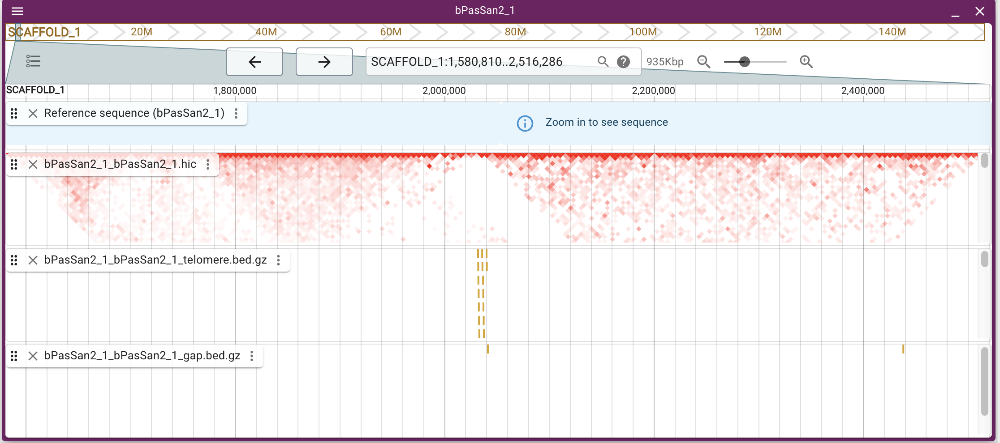 bPasSan2_1
SCAFFOLD_1 20M 40M 60M 80M 100M 120M 140M
SCAFFOLD_1:1,580,810..2,516,286 935Kbp
SCAFFOLD_1 1,800,000 2,000,000 2,200,000 2,400,000
Reference sequence (bPasSan2_1)
Zoom in to see sequence
bPasSan2_1_bPasSan2_1.hic
bPasSan2_1_bPasSan2_1_telomere.bed.gz
bPasSan2_1_bPasSan2_1_gap.bed.gz